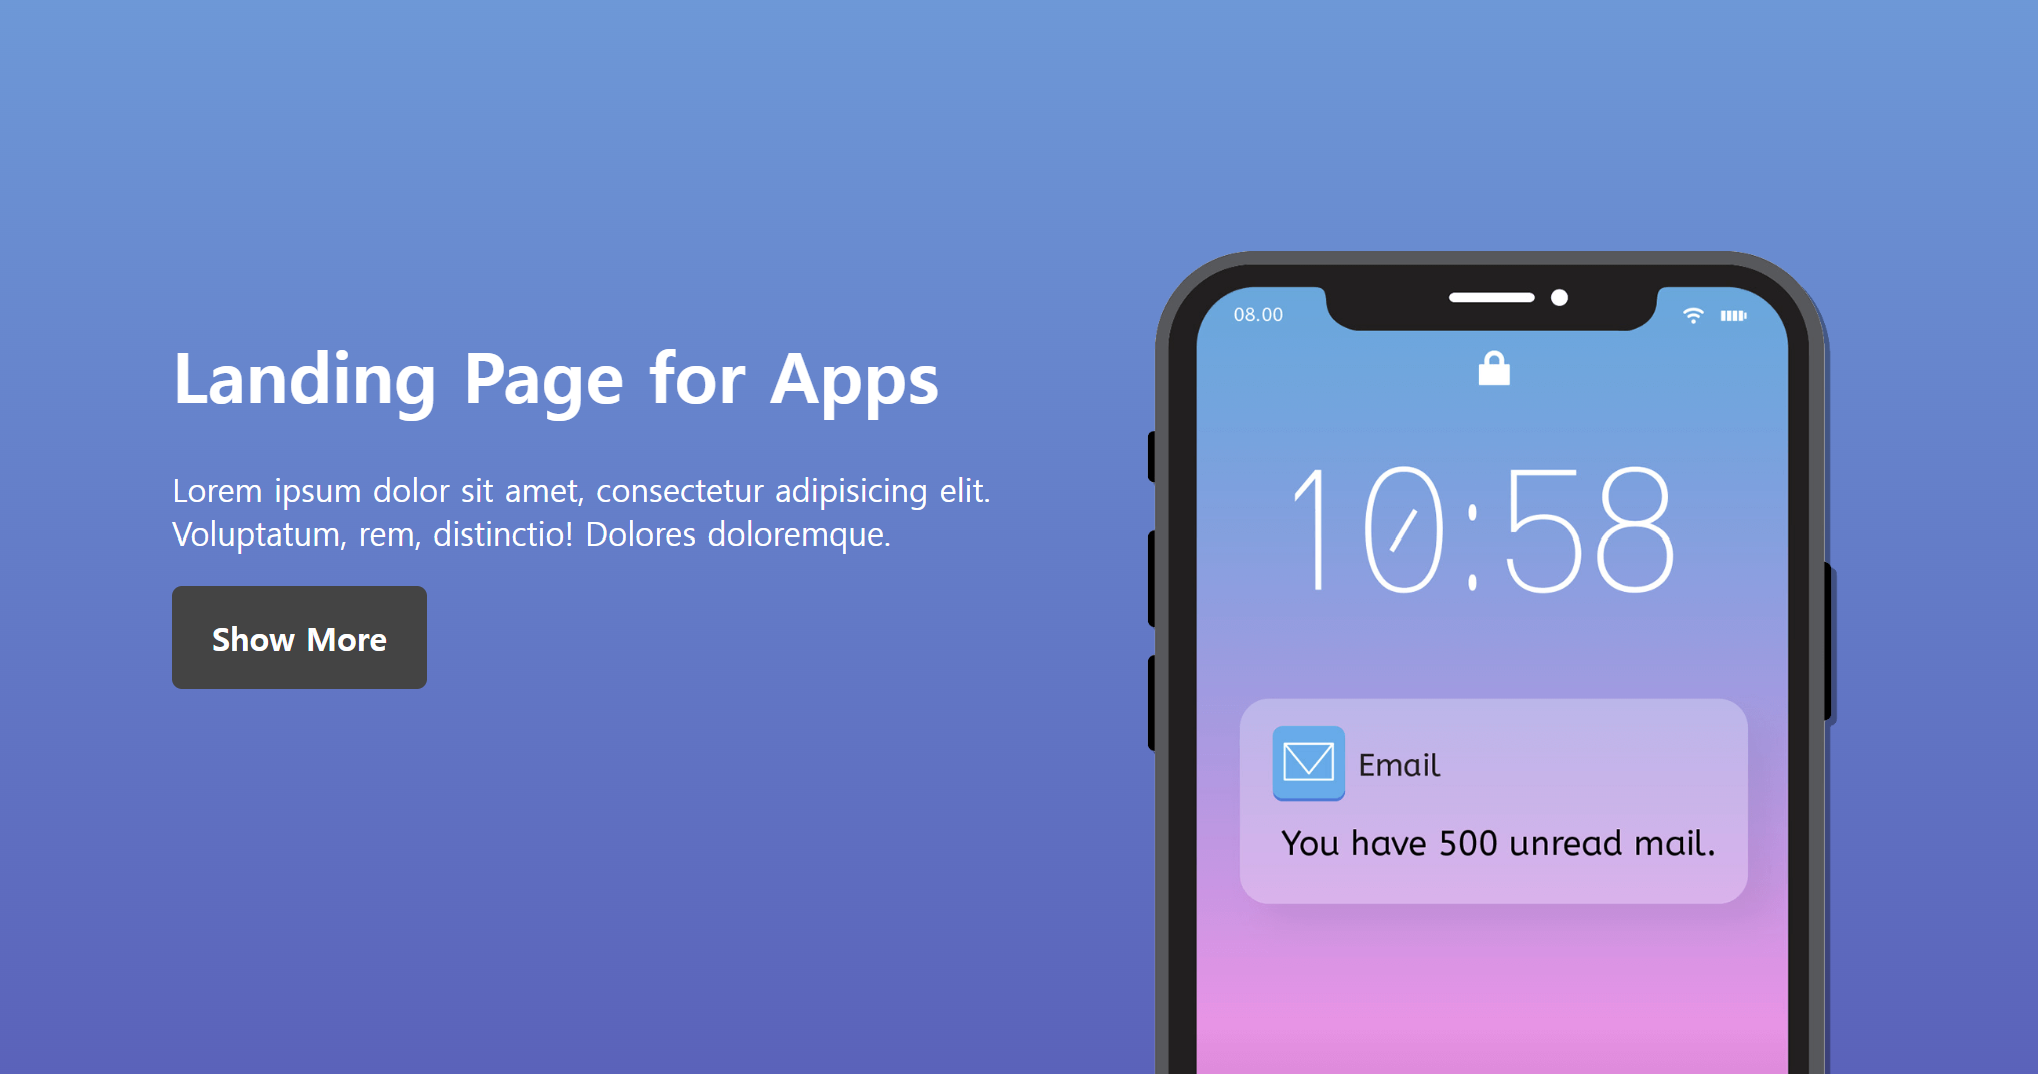 Landing Page for Apps
Lorem ipsum dolor sit amet, consectetur adipisicing elit.
Voluptatum, rem, distinctio! Dolores doloremque.
Show More
08.00
10:58
Email
You have 500 unread mail.